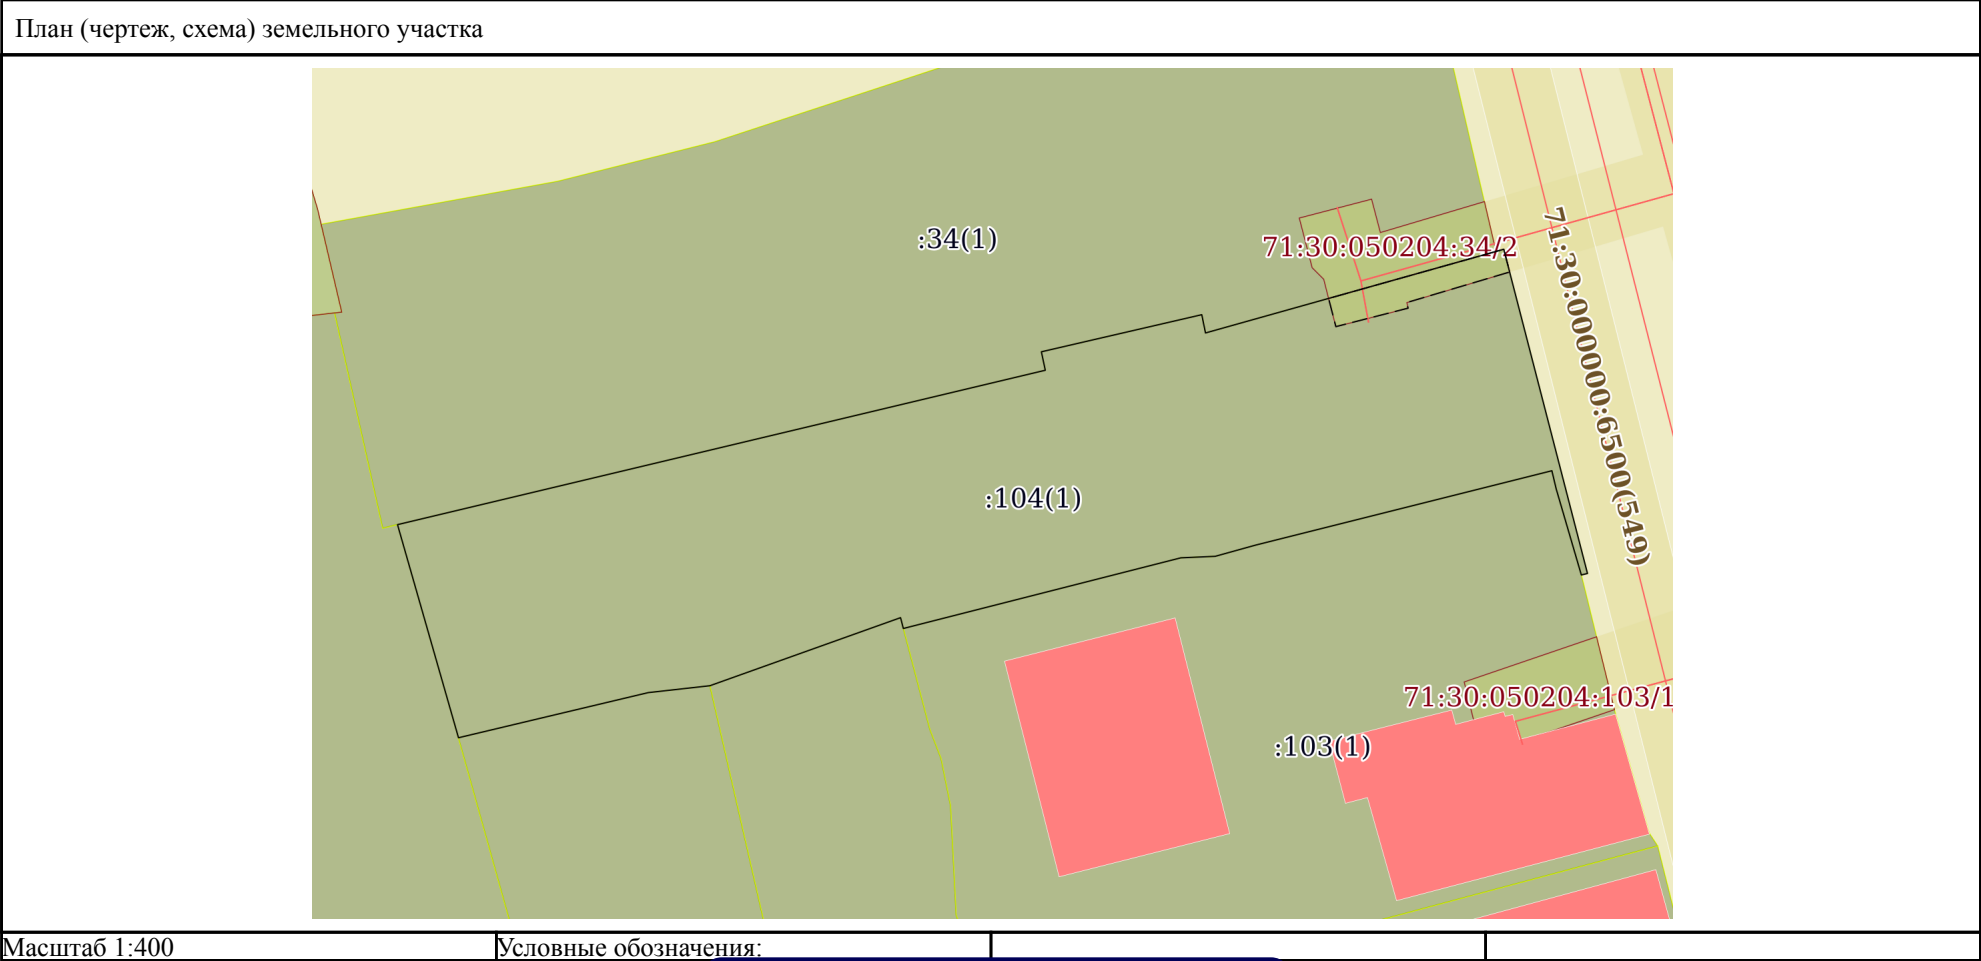 План (чертеж, схема) земельного участка
:34(1)
71:30:050204:34/2
71:30:000000:6500(549)
:104(1)
71:30:050204:103/1
:103(1)
Масштаб 1:400
Условные обозначения: